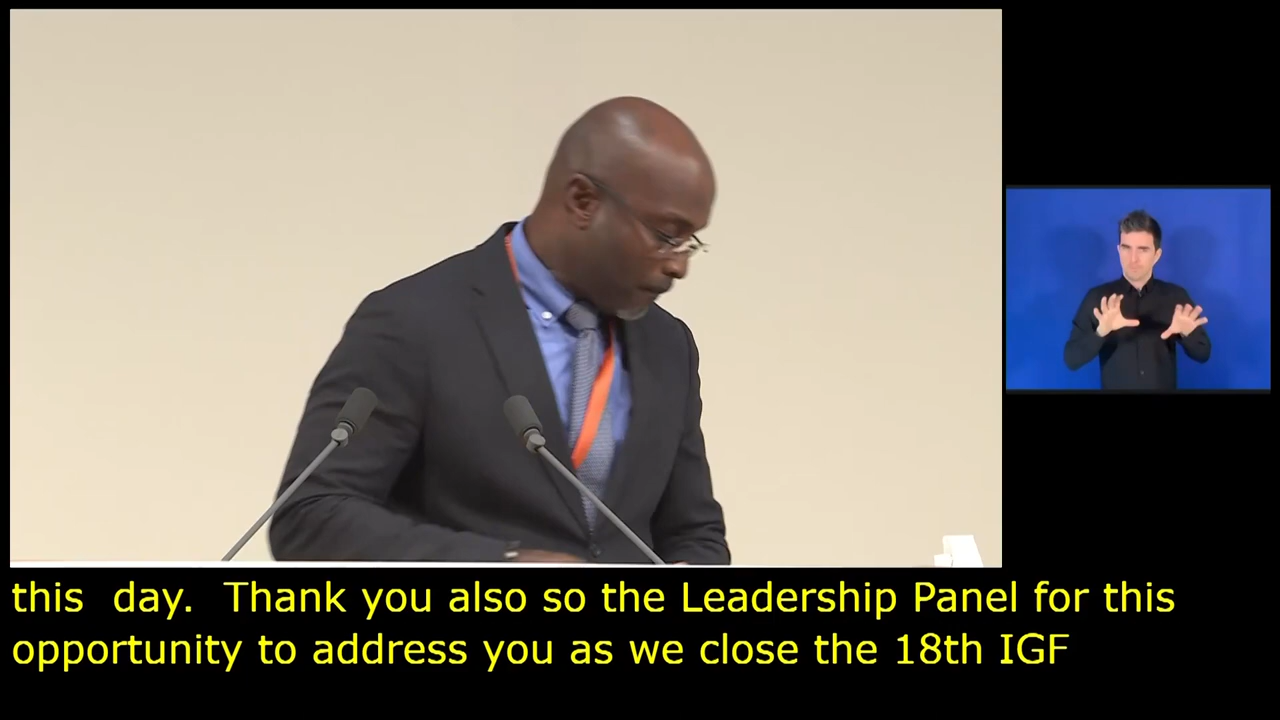 this  day.  Thank you also so the Leadership Panel for this
opportunity to address you as we close the 18th IGF